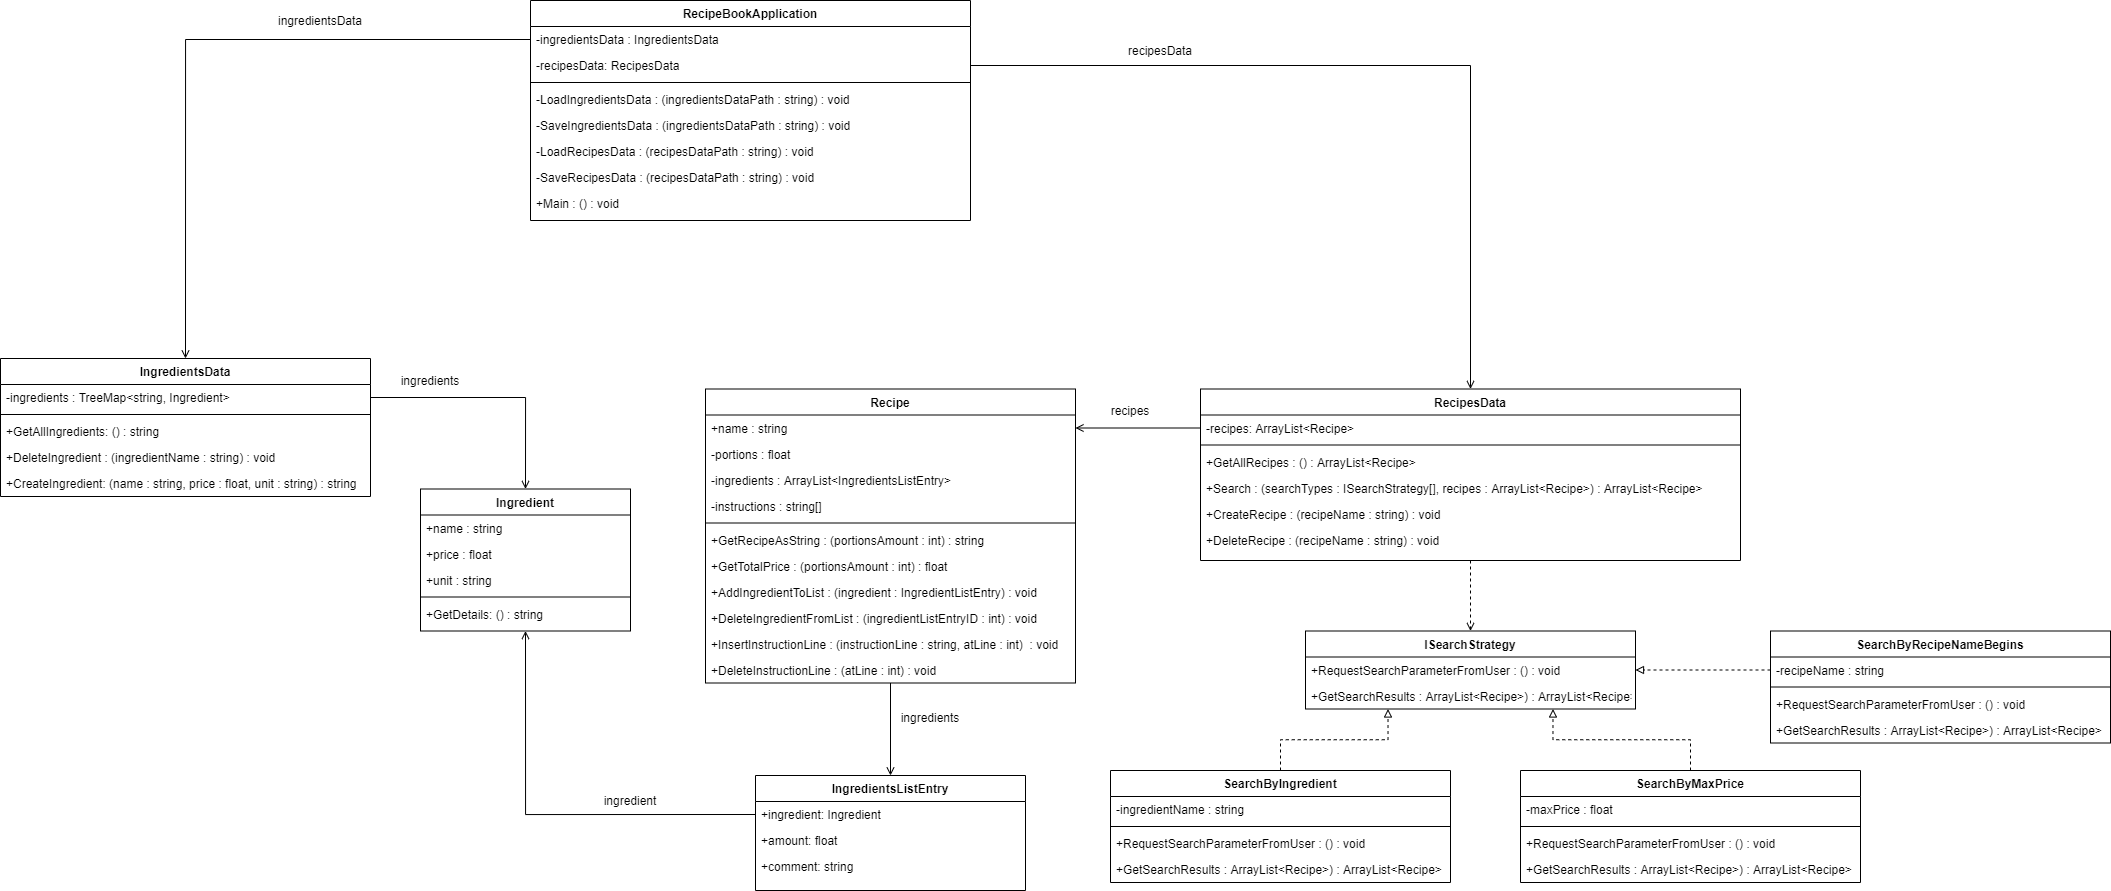 RecipeBookApplication
-ingredientsData : IngredientsData
-recipesData: RecipesData
-LoadIngredientsData : (ingredientsDataPath : string) : void
-SaveIngredientsData : (ingredientsDataPath : string) : void
-LoadRecipesData : (recipesDataPath : string) : void
-SaveRecipesData : (recipesDataPath : string) : void
+Main : () : void
ingredientsData
recipesData
IngredientsData
-ingredients : TreeMap<string, Ingredient>
+GetAllIngredients: () : string
+DeleteIngredient : (ingredientName : string) : void
+CreateIngredient: (name : string, price : float, unit : string) : string
ingredients
Ingredient
+name : string
+price : float
+unit : string
+GetDetails: () : string
Recipe
+name : string
-portions : float
-ingredients : ArrayList<IngredientsListEntry>
-instructions : string[]
+GetRecipeAsString : (portionsAmount : int) : string
+GetTotalPrice : (portionsAmount : int) : float
+AddIngredientToList : (ingredient : IngredientListEntry) : void
+DeleteIngredientFromList : (ingredientListEntryID : int) : void
+InsertInstructionLine : (instructionLine : string, atLine : int) : void
+DeleteInstructionLine : (atLine : int) : void
recipes
RecipesData
-recipes: ArrayList<Recipe>
+GetAllRecipes : () : ArrayList<Recipe>
+Search : (searchTypes : ISearchStrategy[], recipes : ArrayList<Recipe>) : ArrayList<Recipe>
+CreateRecipe : (recipeName : string) : void
+DeleteRecipe : (recipeName : string) : void
ingredients
ingredient
IngredientsListEntry
+ingredient: Ingredient
+amount: float
+comment: string
ISearchStrategy
+RequestSearchParameterFromUser : () : void
+GetSearchResults : ArrayList<Recipe>) : ArrayList<Recipe
SearchByRecipeNameBegins
-recipeName : string
+RequestSearchParameterFromUser : () : void
+GetSearchResults : ArrayList<Recipe>) : ArrayList<Recipe>
SearchByIngredient
-ingredientName : string
+RequestSearchParameterFromUser : () : void
+GetSearchResults : ArrayList<Recipe>) : ArrayList<Recipe>
SearchByMaxPrice
-maxPrice : float
+RequestSearchParameterFromUser : () : void
+GetSearchResults : ArrayList<Recipe>) : ArrayList<Recipe>